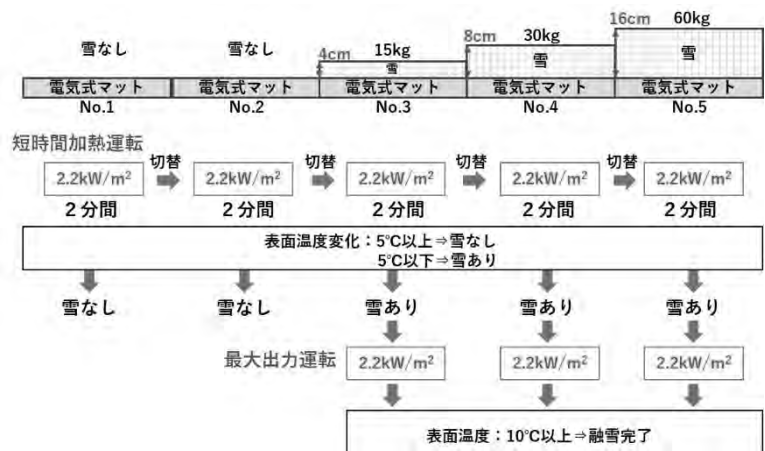 16cm 60kg
8cm 30kg
雪なし 雪なし 4cm 15kg 雪 雪 雪
電気式マット 電気式マット 電気式マット 電気式マット 電気式マット
No.1 No.2 No.3 No.4 No.5
短時間加熱運転
切替 切替 切替 切替
2.2kW/m² 2.2kW/m² 2.2kW/m² 2.2kW/m² 2.2kW/m²
2分間 2分間 2分間 2分間 2分間
表面温度変化：5℃以上⇒雪なし
5℃以下⇒雪あり
雪なし 雪なし 雪あり 雪あり 雪あり
最大出力運転 2.2kW/m² 2.2kW/m² 2.2kW/m²
表面温度：10℃以上⇒融雪完了